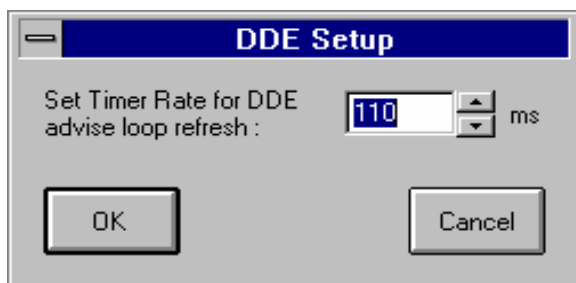 DDE Setup
Set Timer Rate for DDE
advise loop refresh :
110 ms
OK Cancel